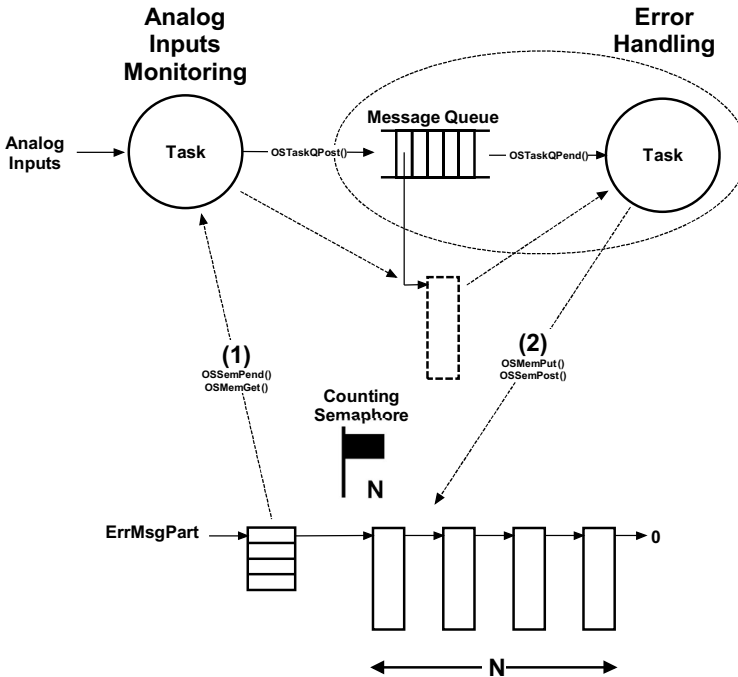 Analog
Inputs
Monitoring
Error
Handling
Message Queue
Analog
Inputs
Task
OSTaskQPost()
OSTaskQPend()
Task
(1)
OSSemPend()
OSMemGet()
(2)
OSMemPut()
OSSemPost()
Counting
Semaphore
N
ErrMsgPart
0
N